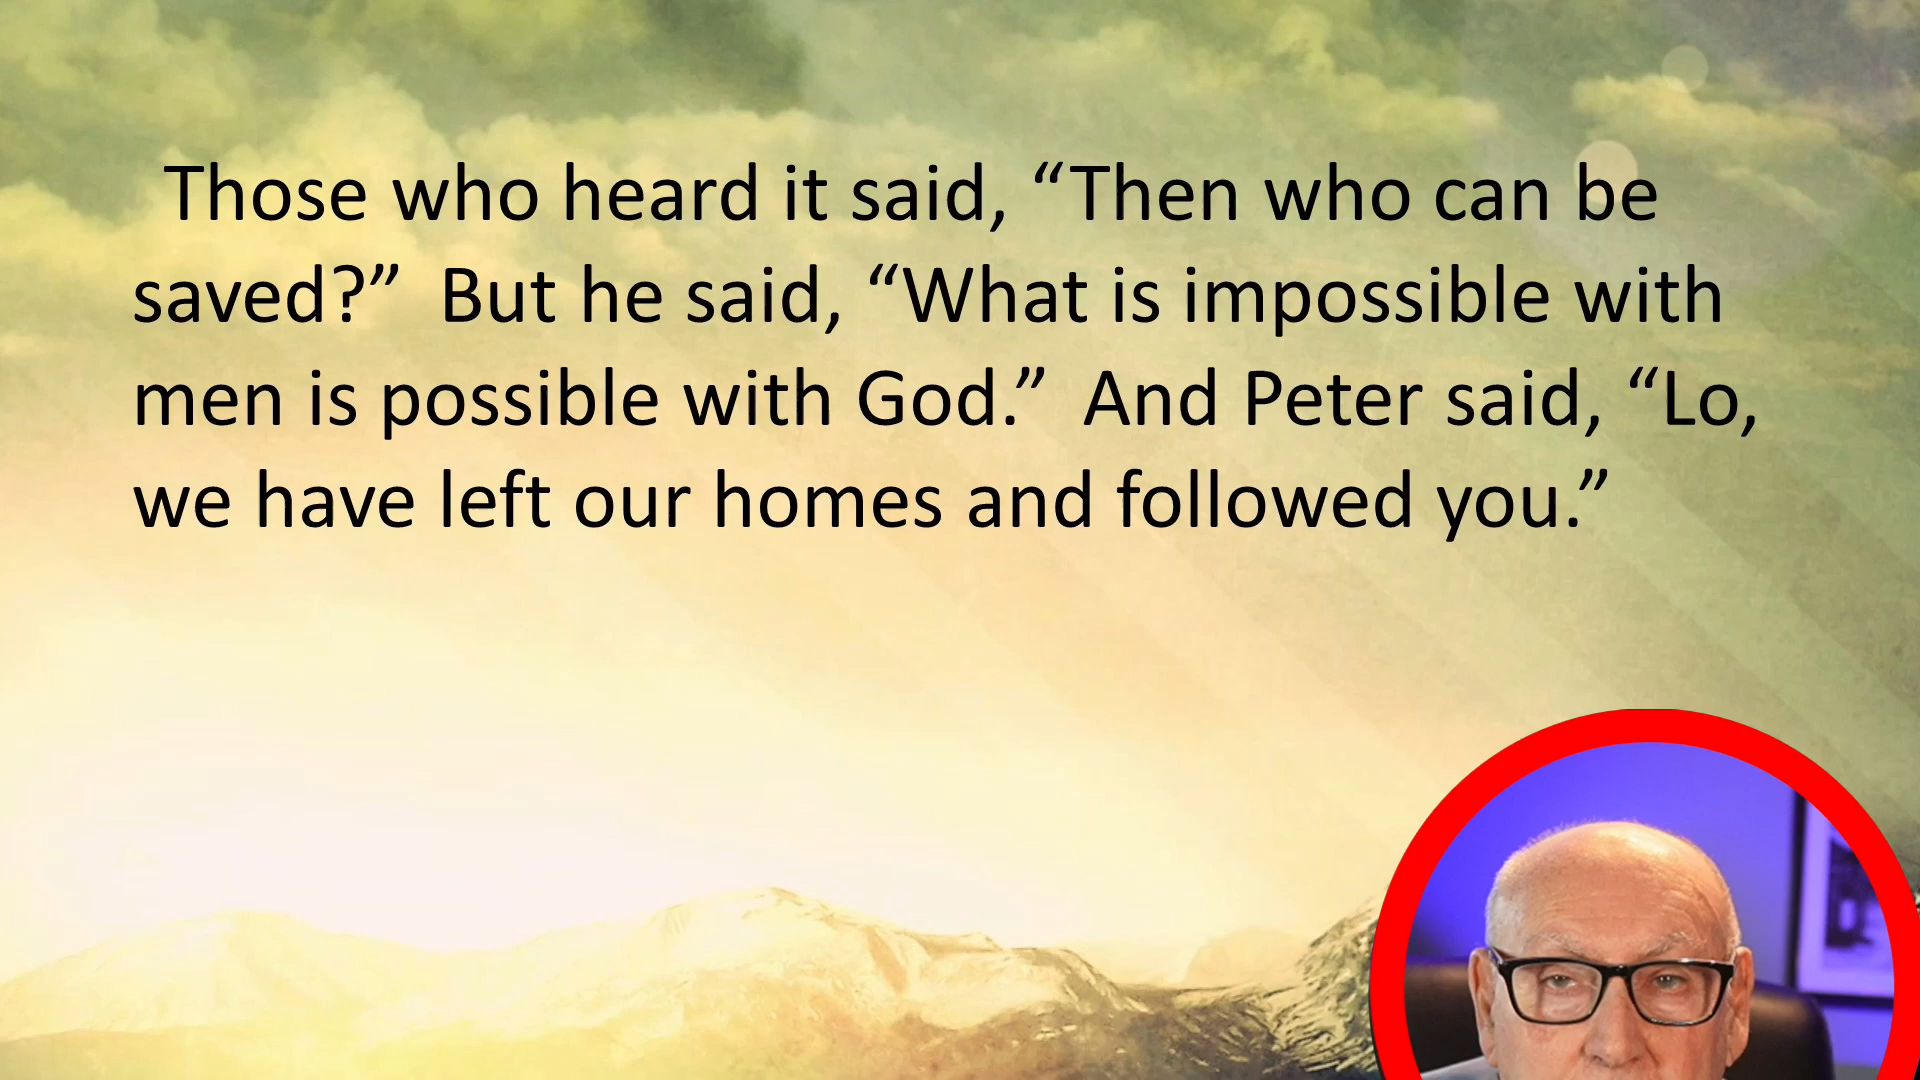 Those who heard it said, “Then who can be
saved?”  But he said, “What is impossible with
men is possible with God.”  And Peter said, “Lo,
we have left our homes and followed you.”